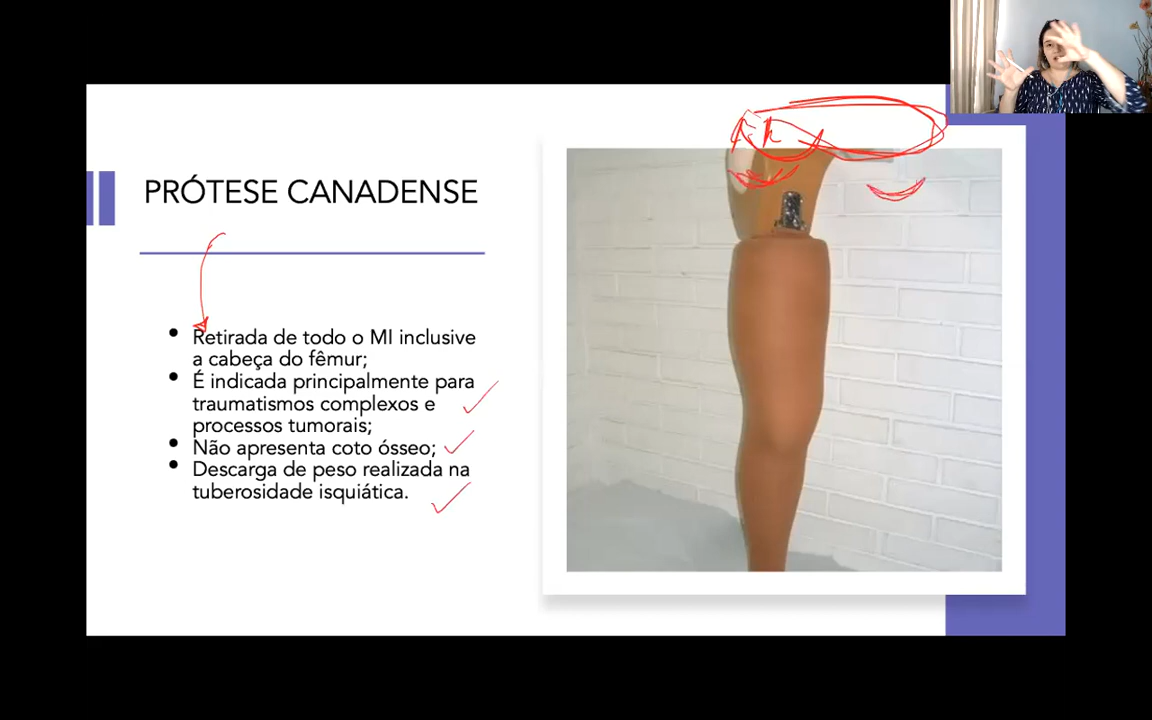 PRÓTESE CANADENSE
• Retirada de todo o MI inclusive
a cabeça do fêmur;
• É indicada principalmente para
traumatismos complexos e
processos tumorais;
• Não apresenta coto ósseo;
• Descarga de peso realizada na
tuberosidade isquiática.